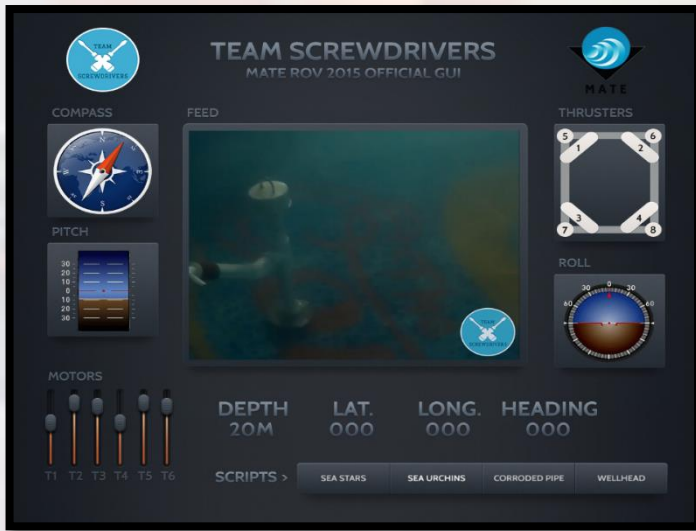 TEAM
SCREWDRIVERS
TEAM SCREWDRIVERS
MATE ROV 2015 OFFICIAL GUI
MATE
COMPASS
N
E
S
W
FEED
TEAM
SCREWDRIVERS
THRUSTERS
5 6
1 2
3 4
7 8
PITCH
30
20
10
0
10
20
30
ROLL
30 0 30
60 60
MOTORS
T1 T2 T3 T4 T5 T6
DEPTH LAT. LONG. HEADING
20M 000 000 000
SCRIPTS > SEA STARS SEA URCHINS CORRODED PIPE WELLHEAD